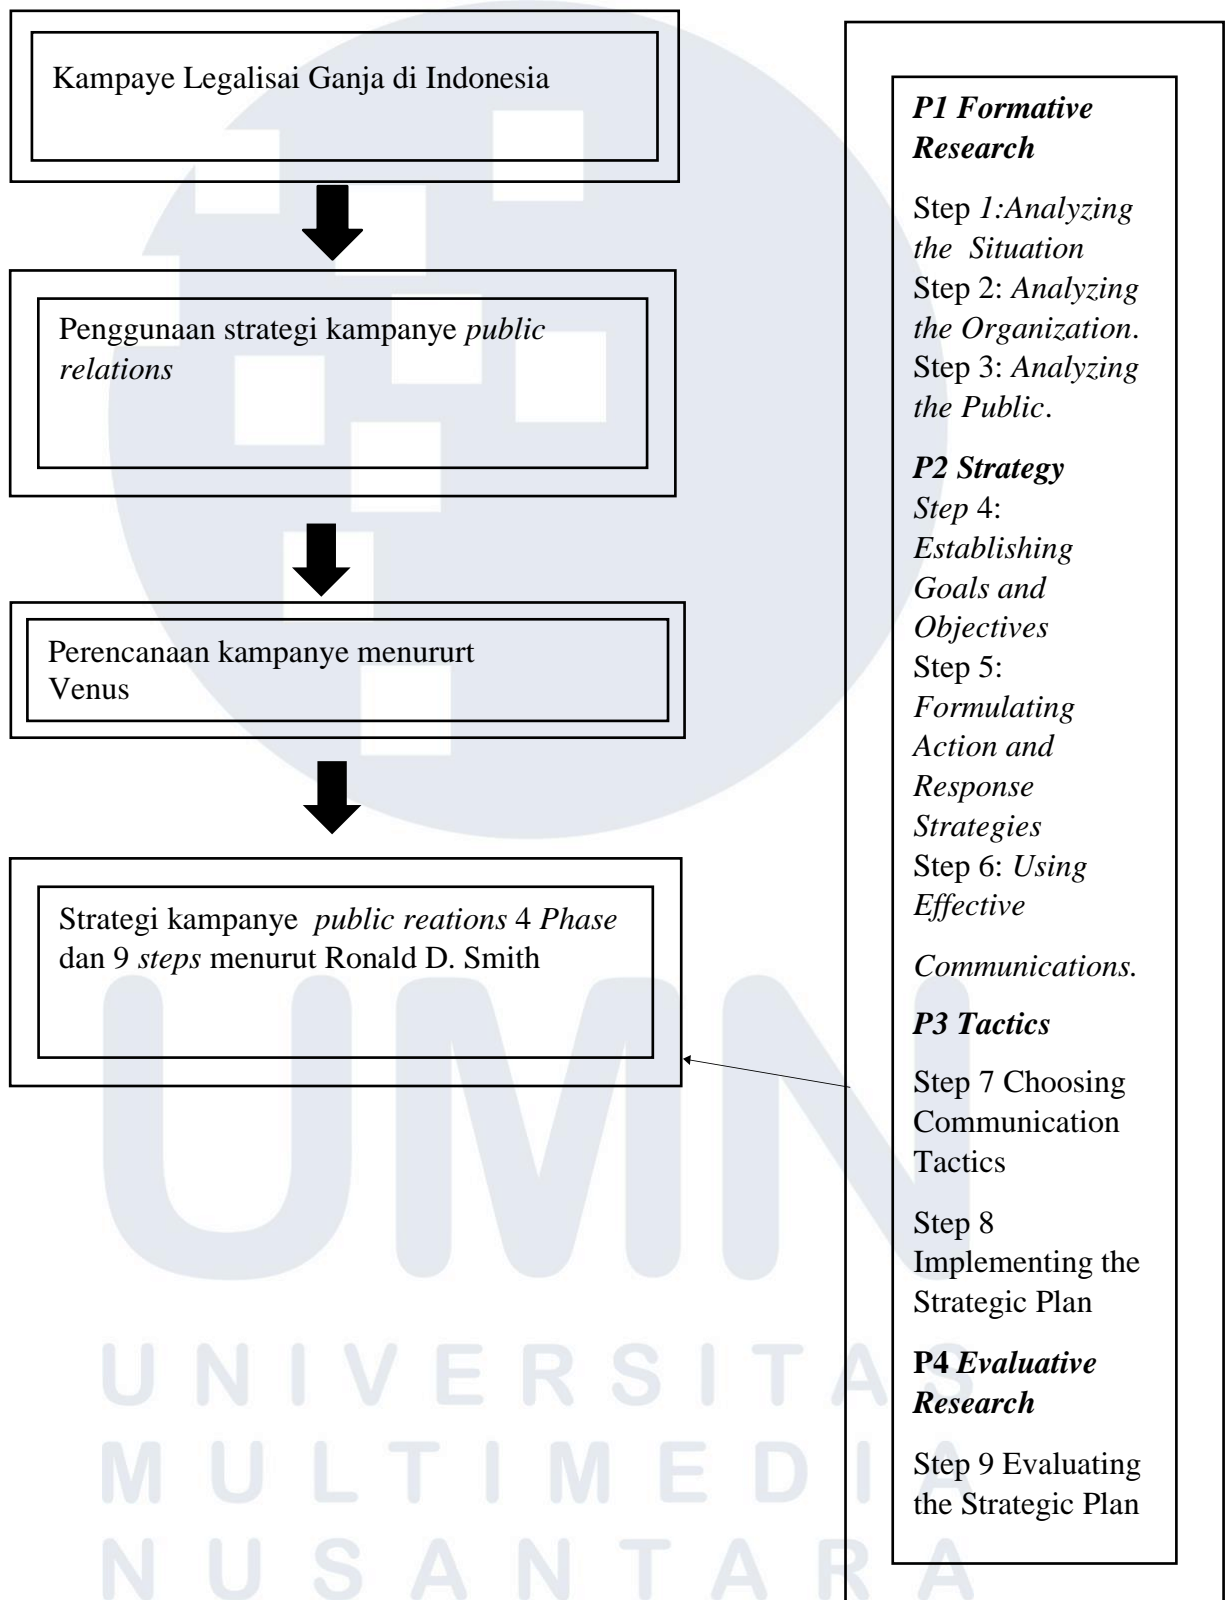 Kampaye Legalisai Ganja di Indonesia
Penggunaan strategi kampanye public
relations
Perencanaan kampanye menururt
Venus
Strategi kampanye public reations 4 Phase
dan 9 steps menurut Ronald D. Smith
P1 Formative
Research
Step 1:Analyzing
the Situation
Step 2: Analyzing
the Organization.
Step 3: Analyzing
the Public.
P2 Strategy
Step 4:
Establishing
Goals and
Objectives
Step 5:
Formulating
Action and
Response
Strategies
Step 6: Using
Effective
Communications.
P3 Tactics
Step 7 Choosing
Communication
Tactics
Step 8
Implementing the
Strategic Plan
P4 Evaluative
Research
Step 9 Evaluating
the Strategic Plan
UMN
UNIVERSITAS
MULTIMEDIA
NUSANTARA